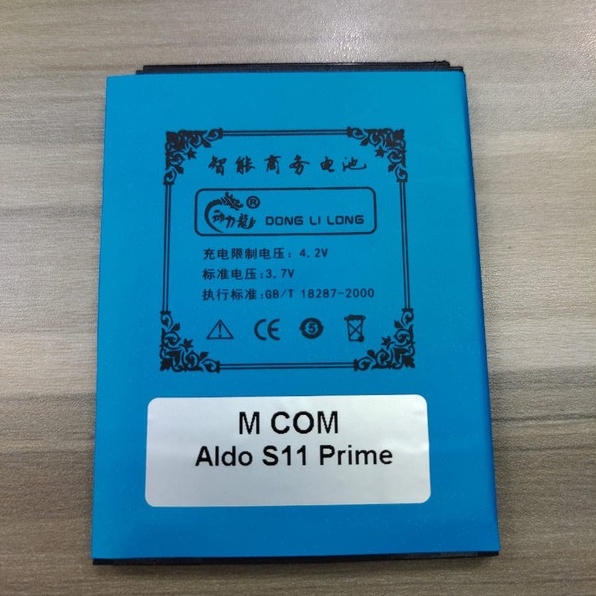 智能商务电池
动力龙® DONG LI LONG
充电限制电压: 4.2V
标准电压:3.7V
执行标准:GB/T 18287-2000
CE 5
M COM
Aldo S11 Prime